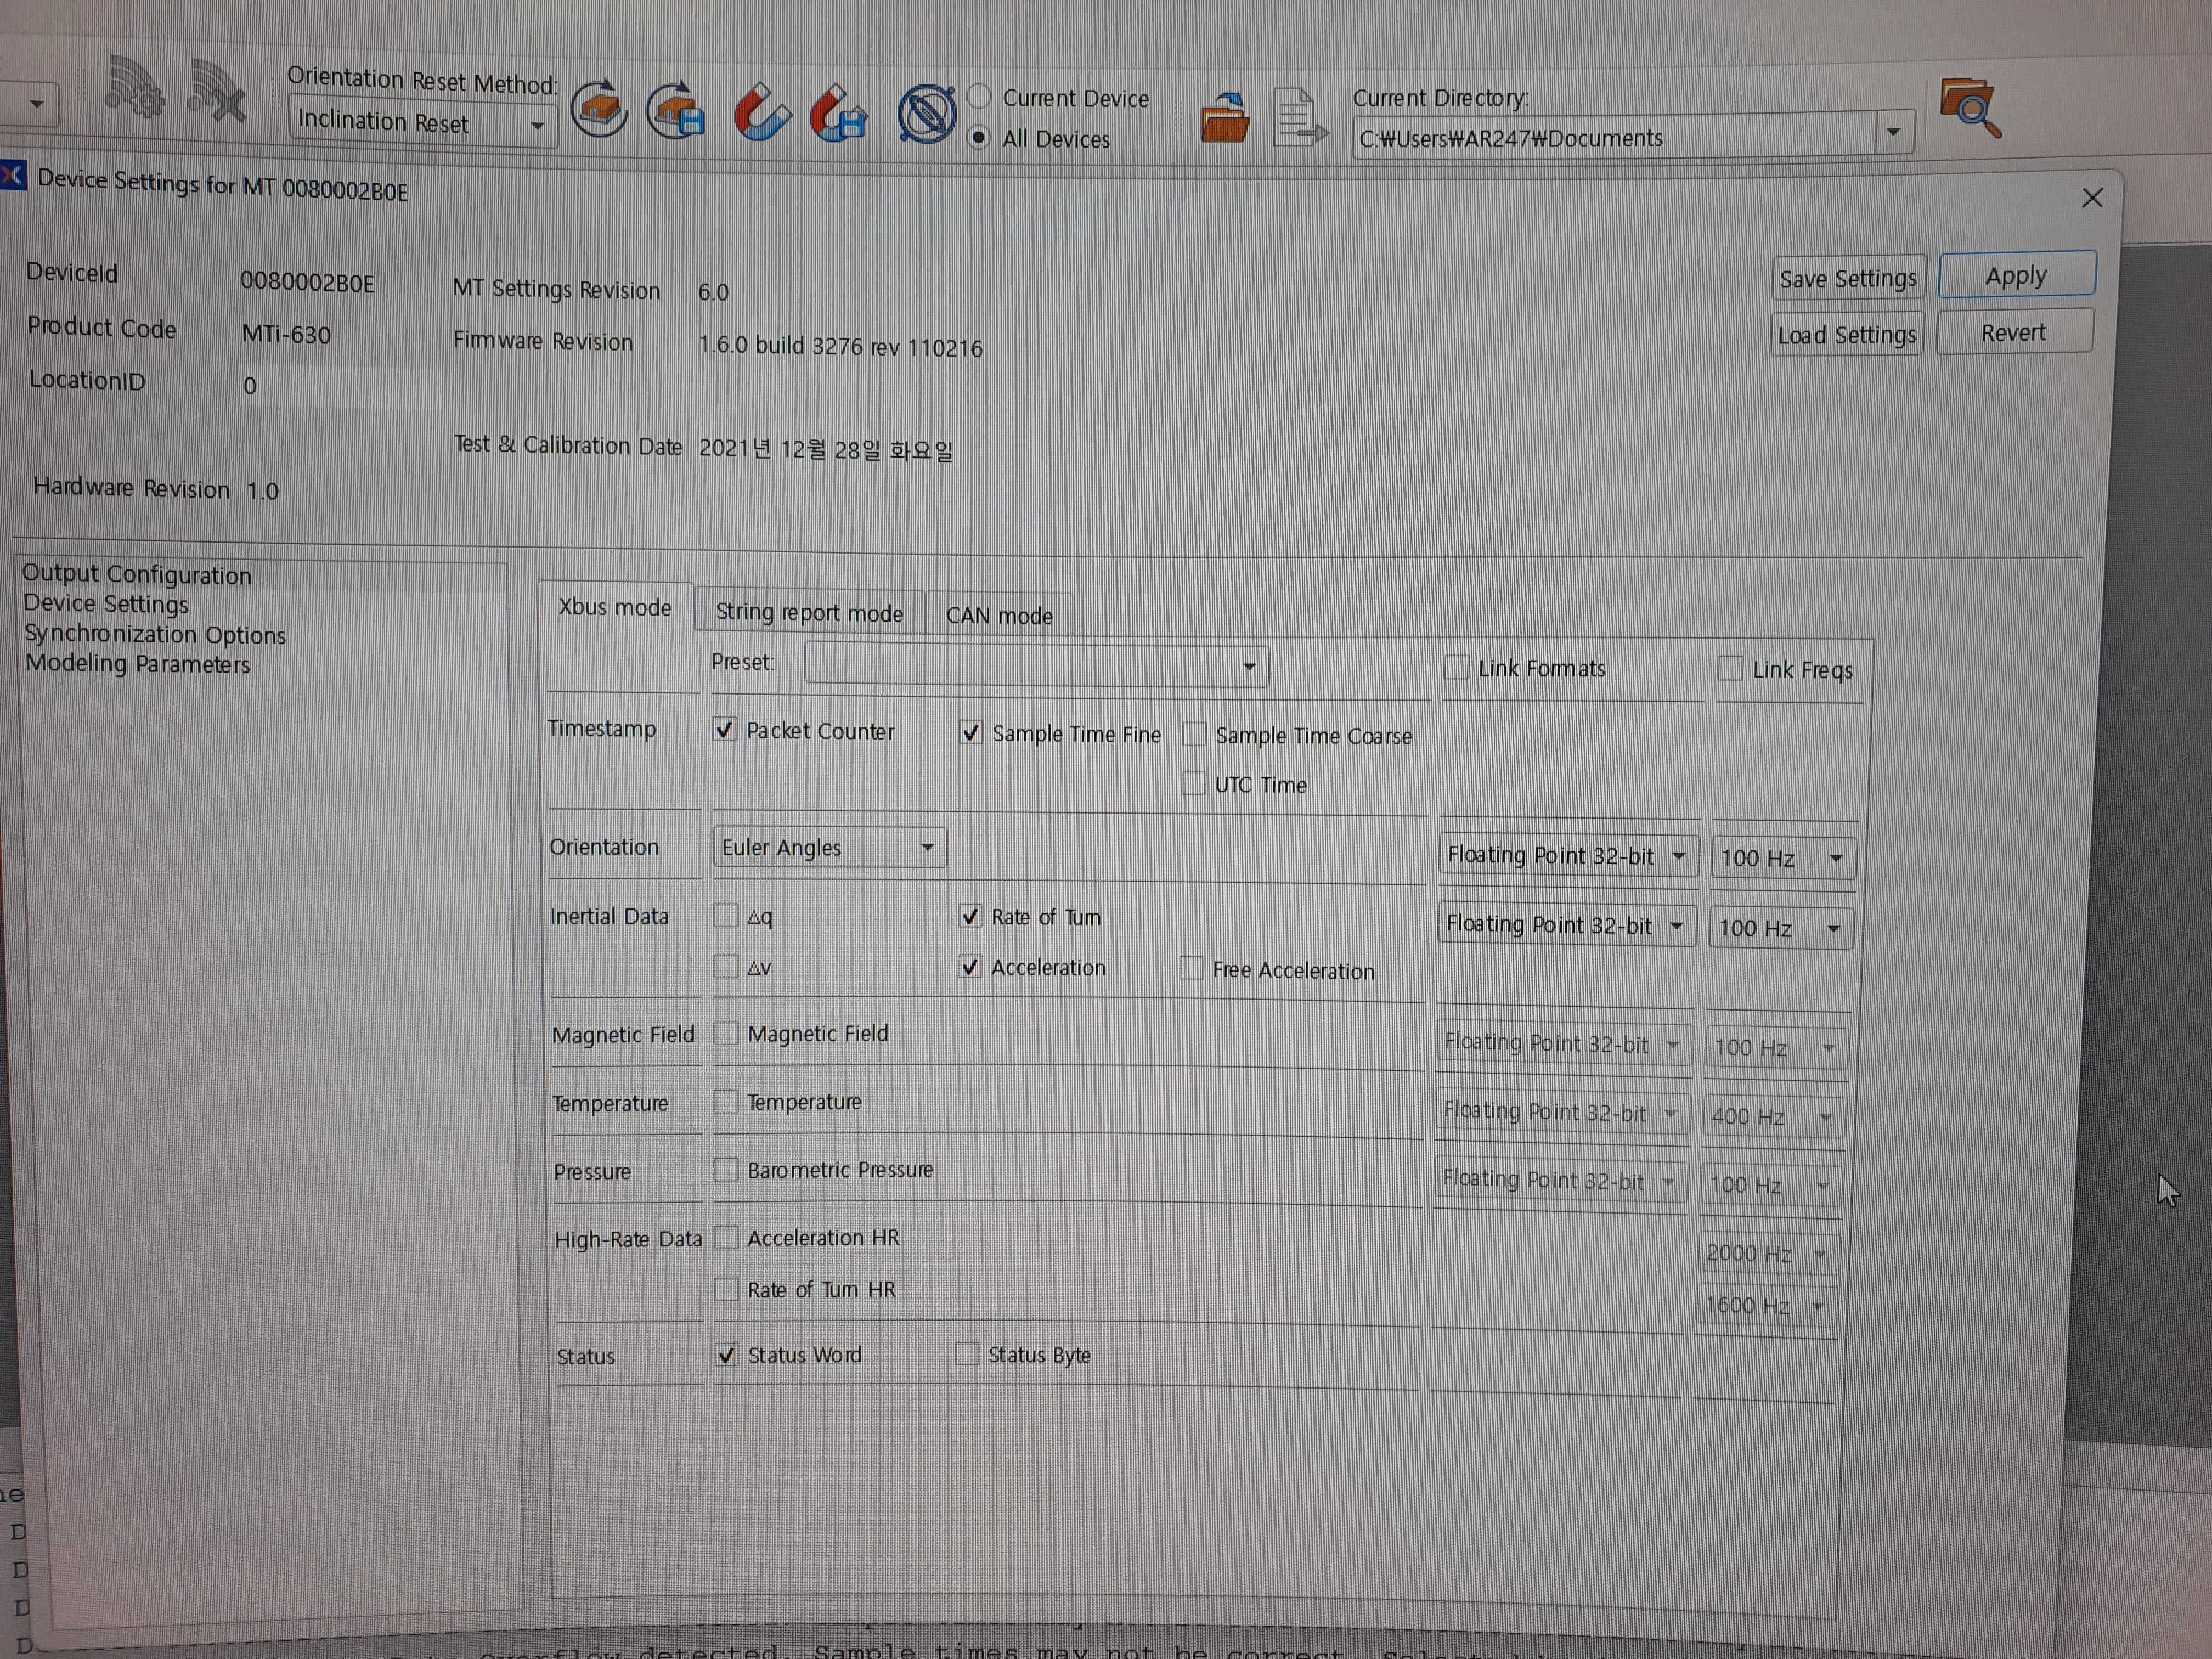 Orientation Reset Method:
Inclination Reset
Current Device
All Devices
Current Directory:
C:₩Users₩AR247₩Documents
Device Settings for MT 0080002B0E
DeviceId 0080002B0E MT Settings Revision 6.0
Save Settings Apply
Product Code MTi-630 Firmware Revision 1.6.0 build 3276 rev 110216
Load Settings Revert
LocationID 0
Test & Calibration Date 2021년 12월 28일 화요일
Hardware Revision 1.0
Output Configuration
Device Settings
Synchronization Options
Modeling Parameters
Xbus mode String report mode CAN mode
Preset: Link Formats Link Freqs
Timestamp Packet Counter Sample Time Fine Sample Time Coarse
UTC Time
Orientation Euler Angles Floating Point 32-bit 100 Hz
Inertial Data Δq Rate of Turn Floating Point 32-bit 100 Hz
Δv Acceleration Free Acceleration
Magnetic Field Magnetic Field Floating Point 32-bit 100 Hz
Temperature Temperature Floating Point 32-bit 400 Hz
Pressure Barometric Pressure Floating Point 32-bit 100 Hz
High-Rate Data Acceleration HR 2000 Hz
Rate of Turn HR 1600 Hz
Status Status Word Status Byte
D
D
D
D
detected. Sample times may not be correct.